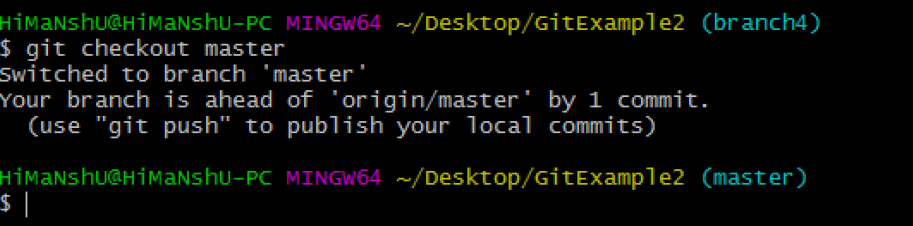 HiMaNshU@HiMaNshU-PC MINGW64 ~/Desktop/GitExample2 (branch4)
$ git checkout master
Switched to branch 'master'
Your branch is ahead of 'origin/master' by 1 commit.
  (use "git push" to publish your local commits)

HiMaNshU@HiMaNshU-PC MINGW64 ~/Desktop/GitExample2 (master)
$